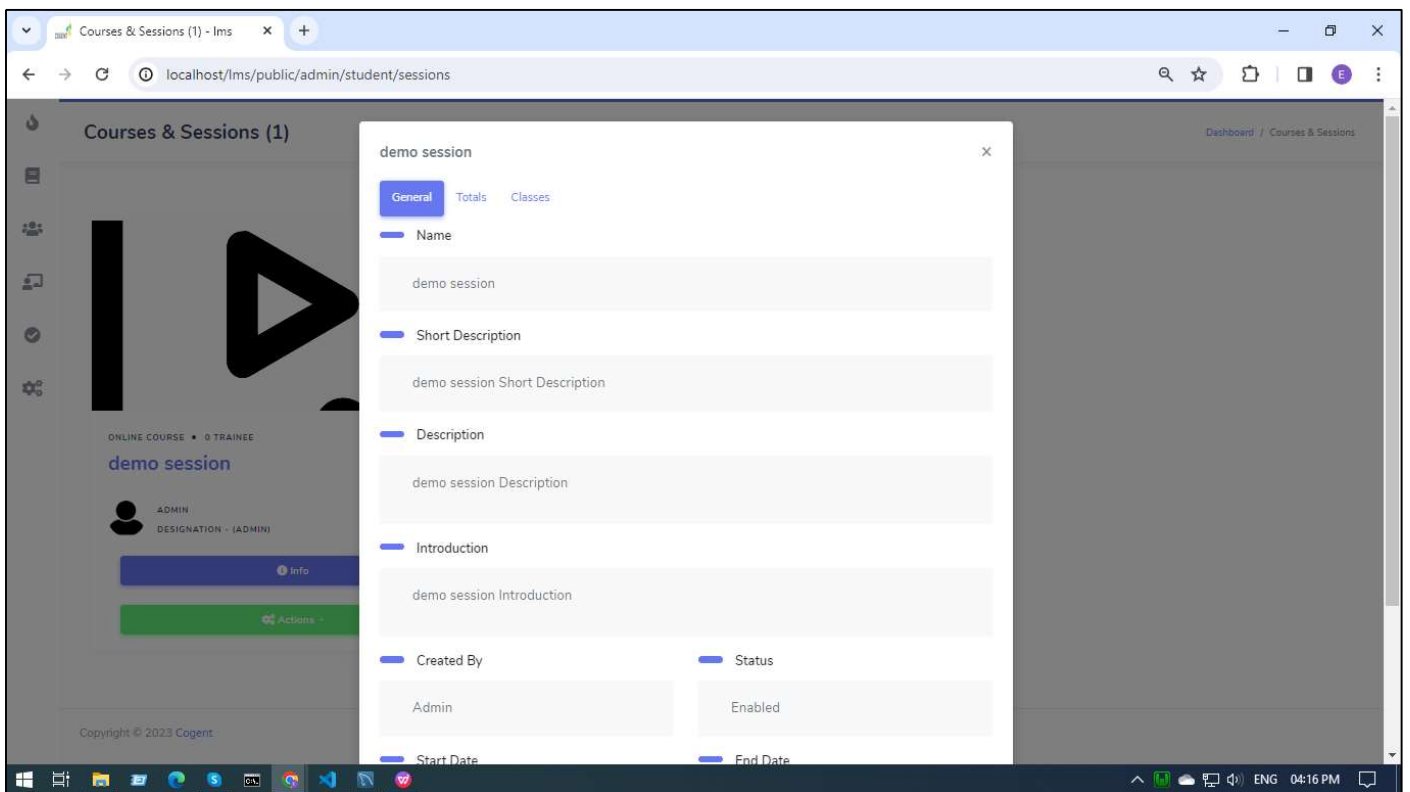 Courses & Sessions (1) - lms
localhost/lms/public/admin/student/sessions
E
Courses & Sessions (1)
Dashboard / Courses & Sessions
demo session
General Totals Classes
Name
demo session
Short Description
demo session Short Description
Description
demo session Description
Introduction
demo session Introduction
Created By Status
Admin Enabled
Start Date End Date
ONLINE COURSE • 0 TRAINEE
demo session
ADMIN
DESIGNATION - (ADMIN)
Info
Actions
Copyright © 2023 Cogent
ENG 04:16 PM